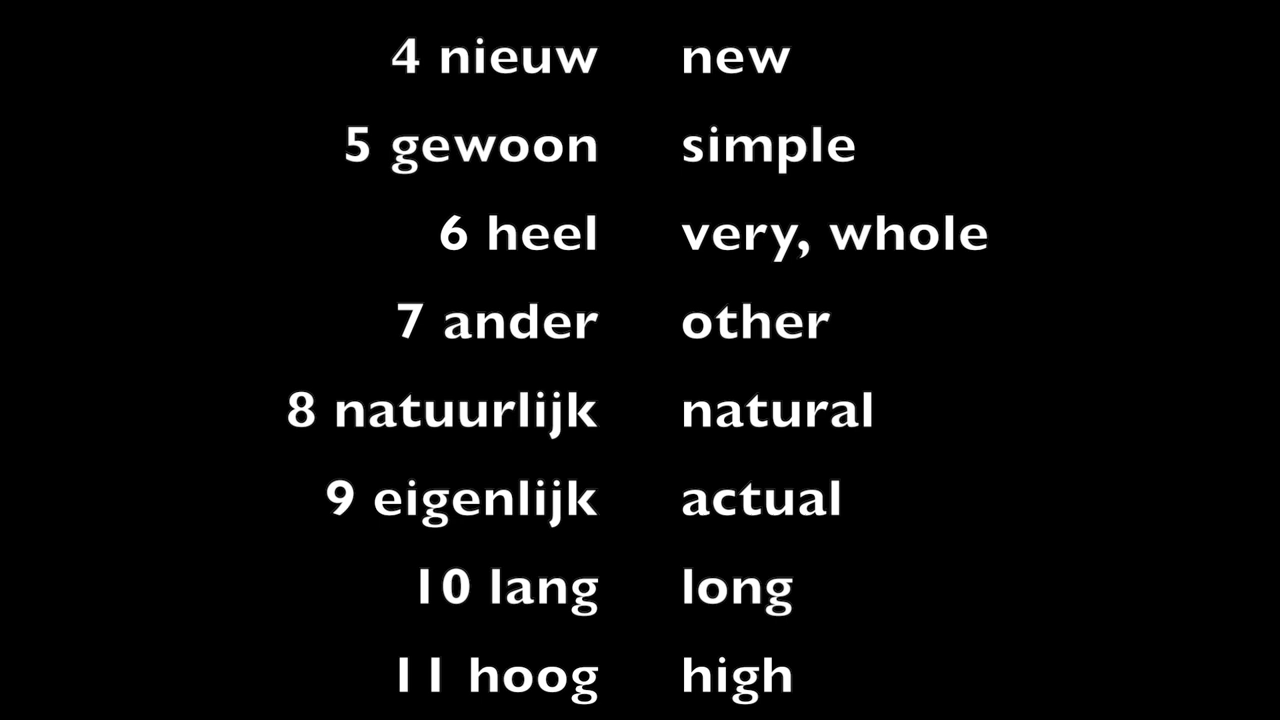 4 nieuw new
5 gewoon simple
6 heel very, whole
7 ander other
8 natuurlijk natural
9 eigenlijk actual
10 lang long
11 hoog high